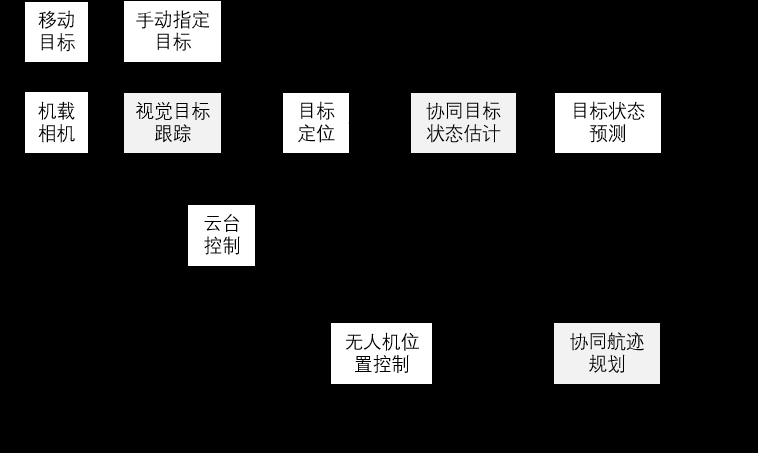 移动
目标
手动指定
目标
机载
相机
视觉目标
跟踪
目标
定位
协同目标
状态估计
目标状态
预测
云台
控制
无人机位
置控制
协同航迹
规划